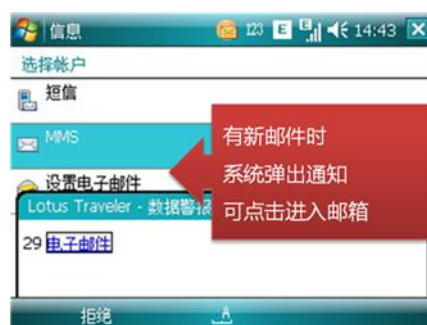 信息 123 E E 14:43
选择帐户
短信
MMS
设置电子邮件
有新邮件时
系统弹出通知
可点击进入邮箱
Lotus Traveler - 数据警报
29 电子邮件
拒绝